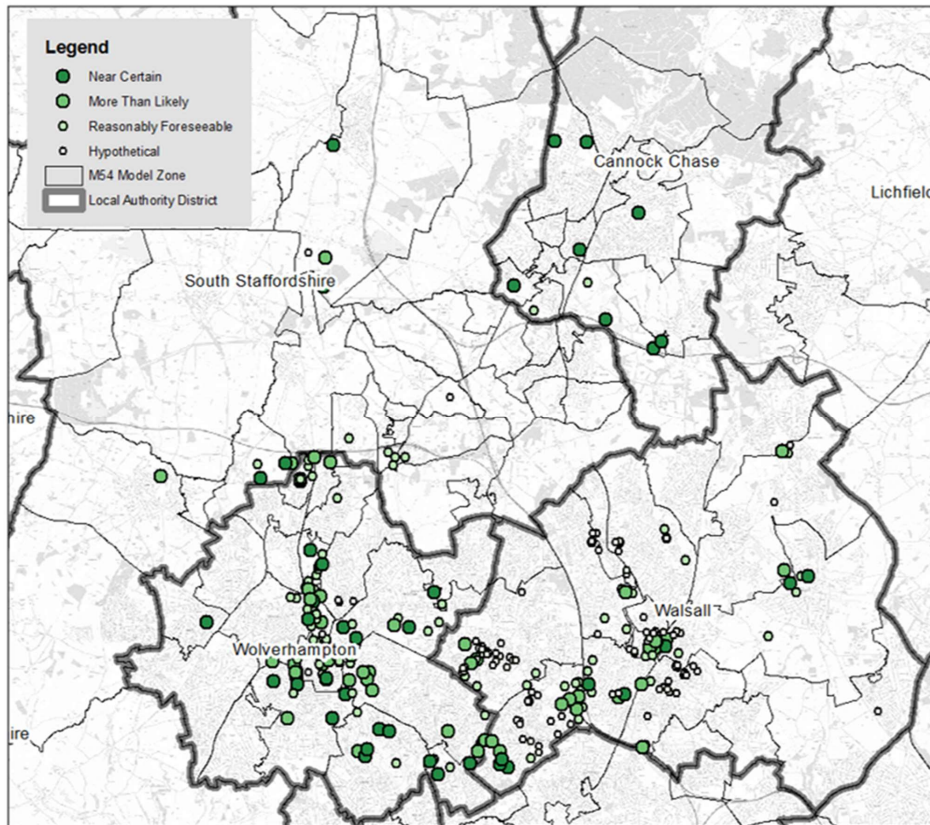 Legend
Near Certain
More Than Likely
Reasonably Foreseeable
Hypothetical
M54 Model Zone
Local Authority District
Cannock Chase
Lichfield
South Staffordshire
hire
Walsall
Wolverhampton
ire